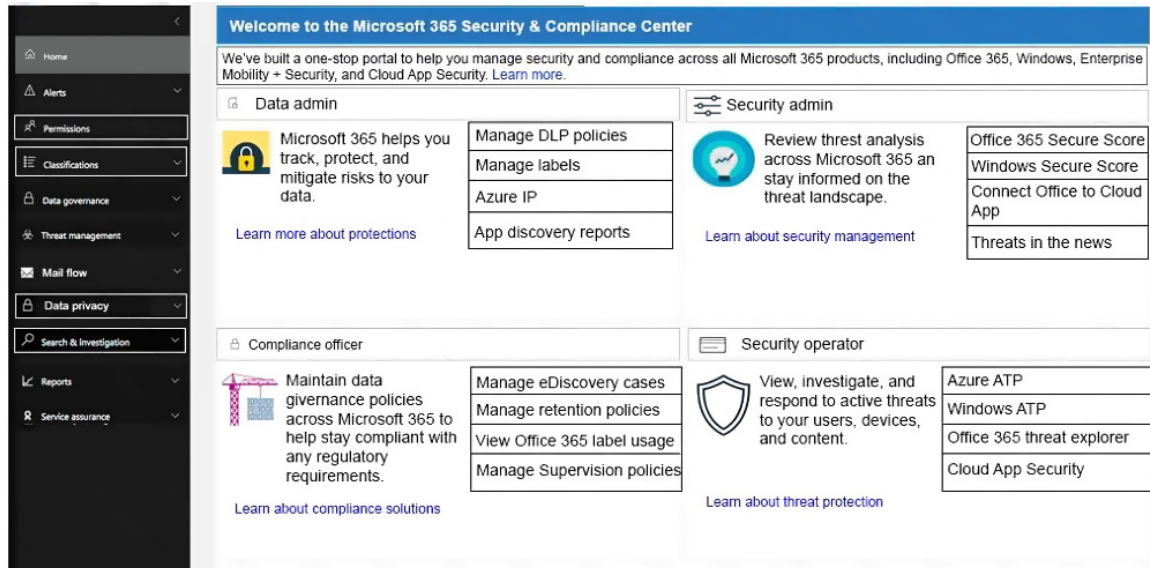 Home
Alerts
Permissions
Classifications
Data governance
Threat management
Mail flow
Data privacy
Search & investigation
Reports
Service assurance
Welcome to the Microsoft 365 Security & Compliance Center
We've built a one-stop portal to help you manage security and compliance across all Microsoft 365 products, including Office 365, Windows, Enterprise
Mobility + Security, and Cloud App Security. Learn more.
Data admin
Microsoft 365 helps you
track, protect, and
mitigate risks to your
data.
Learn more about protections
Manage DLP policies
Manage labels
Azure IP
App discovery reports
Security admin
Review threst analysis
across Microsoft 365 an
stay informed on the
threat landscape.
Learn about security management
Office 365 Secure Score
Windows Secure Score
Connect Office to Cloud
App
Threats in the news
Compliance officer
Maintain data
givernance policies
across Microsoft 365 to
help stay compliant with
any regulatory
requirements.
Learn about compliance solutions
Manage eDiscovery cases
Manage retention policies
View Office 365 label usage
Manage Supervision policies
Security operator
View, investigate, and
respond to active threats
to your users, devices,
and content.
Learn about threat protection
Azure ATP
Windows ATP
Office 365 threat explorer
Cloud App Security